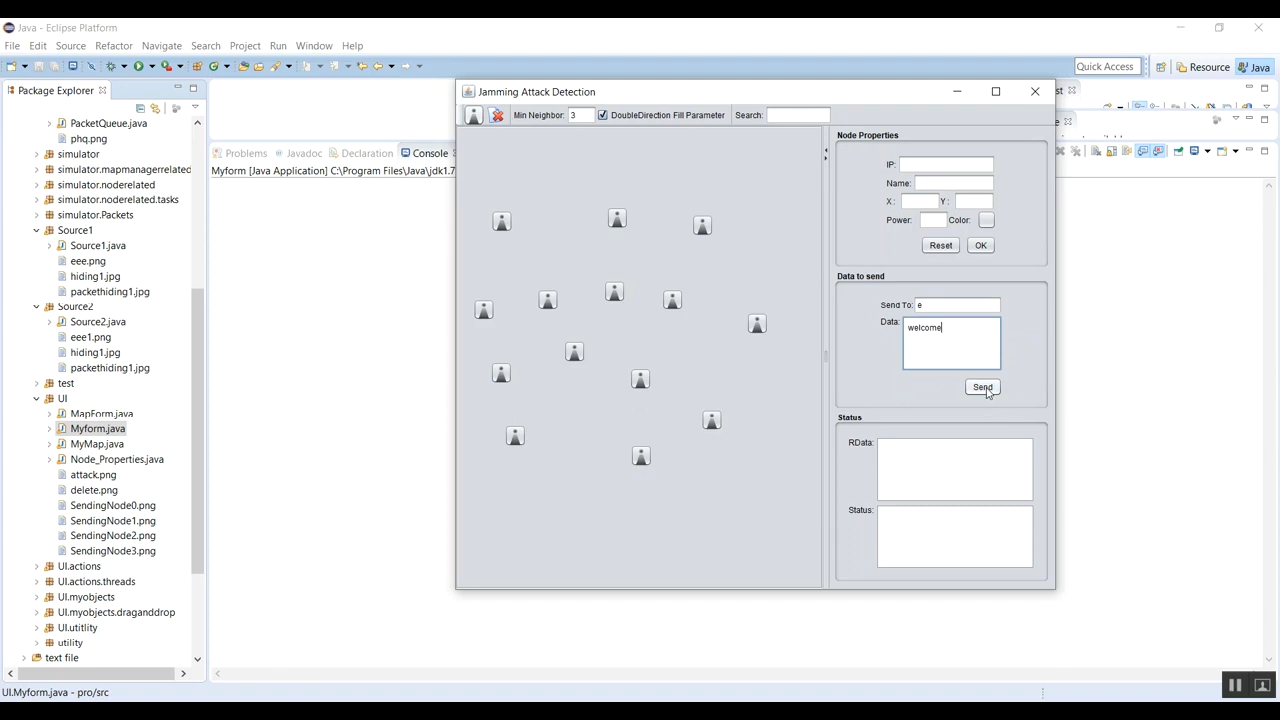 Java - Eclipse Platform
File Edit Source Refactor Navigate Search Project Run Window Help
Quick Access
Resource
Java
Package Explorer
PacketQueue.java
phq.png
simulator
simulator.mapmanagerrelated
simulator.noderelated
simulator.noderelated.tasks
simulator.Packets
Source1
Source1.java
eee.png
hiding1.jpg
packethiding1.jpg
Source2
Source2.java
eee1.png
hiding1.jpg
packethiding1.jpg
test
UI
MapForm.java
Myform.java
MyMap.java
Node_Properties.java
attack.png
delete.png
SendingNode0.png
SendingNode1.png
SendingNode2.png
SendingNode3.png
UI.actions
UI.actions.threads
UI.myobjects
UI.myobjects.draganddrop
UI.utitlity
utility
text file
UI.Myform.java - pro/src
Problems Javadoc Declaration Console
Myform [Java Application] C:\Program Files\Java\jdk1.7
Jamming Attack Detection
Min Neighbor: 3 DoubleDirection Fill Parameter Search:
Node Properties
IP:
Name:
X: Y:
Power: Color:
Reset OK
Data to send
Send To: e
Data: welcome
Send
Status
RData:
Status: